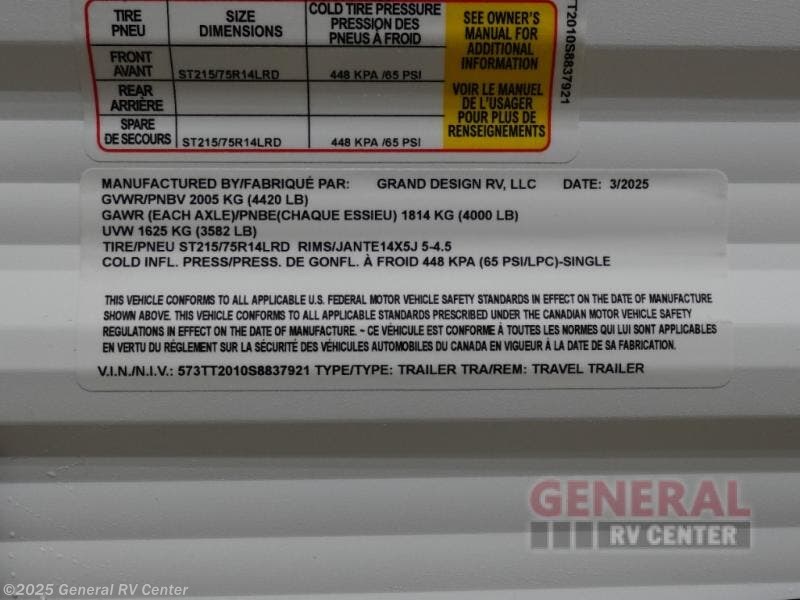 TIRE
PNEU
SIZE
DIMENSIONS
COLD TIRE PRESSURE
PRESSION DES
PNEUS À FROID
FRONT
AVANT
ST215/75R14LRD
448 KPA /65 PSI
REAR
ARRIÈRE
SPARE
DE SECOURS
ST215/75R14LRD
448 KPA /65 PSI
SEE OWNER'S
MANUAL FOR
ADDITIONAL
INFORMATION
VOIR LE MANUEL
DE L'USAGER
POUR PLUS DE
RENSEIGNEMENTS
TT2010S8837921
MANUFACTURED BY/FABRIQUÉ PAR: GRAND DESIGN RV, LLC DATE: 3/2025
GVWR/PNBV 2005 KG (4420 LB)
GAWR (EACH AXLE)/PNBE(CHAQUE ESSIEU) 1814 KG (4000 LB)
UVW 1625 KG (3582 LB)
TIRE/PNEU ST215/75R14LRD RIMS/JANTE14X5J 5-4.5
COLD INFL. PRESS/PRESS. DE GONFL. À FROID 448 KPA (65 PSI/LPC)-SINGLE
THIS VEHICLE CONFORMS TO ALL APPLICABLE U.S. FEDERAL MOTOR VEHICLE SAFETY STANDARDS IN EFFECT ON THE DATE OF MANUFACTURE
SHOWN ABOVE. THIS VEHICLE CONFORMS TO ALL APPLICABLE STANDARDS PRESCRIBED UNDER THE CANADIAN MOTOR VEHICLE SAFETY
REGULATIONS IN EFFECT ON THE DATE OF MANUFACTURE. ~ CE VÉHICULE EST CONFORME À TOUTES LES NORMES QUI LUI SONT APPLICABLES
EN VERTU DU RÉGLEMENT SUR LA SÉCURITÉ DES VÉHICULES AUTOMOBILES DU CANADA EN VIGUEUR À LA DATE DE SA FABRICATION.
V.I.N./N.I.V.: 573TT2010S8837921 TYPE/TYPE: TRAILER TRA/REM: TRAVEL TRAILER
GENERAL
RV CENTER
©2025 General RV Center